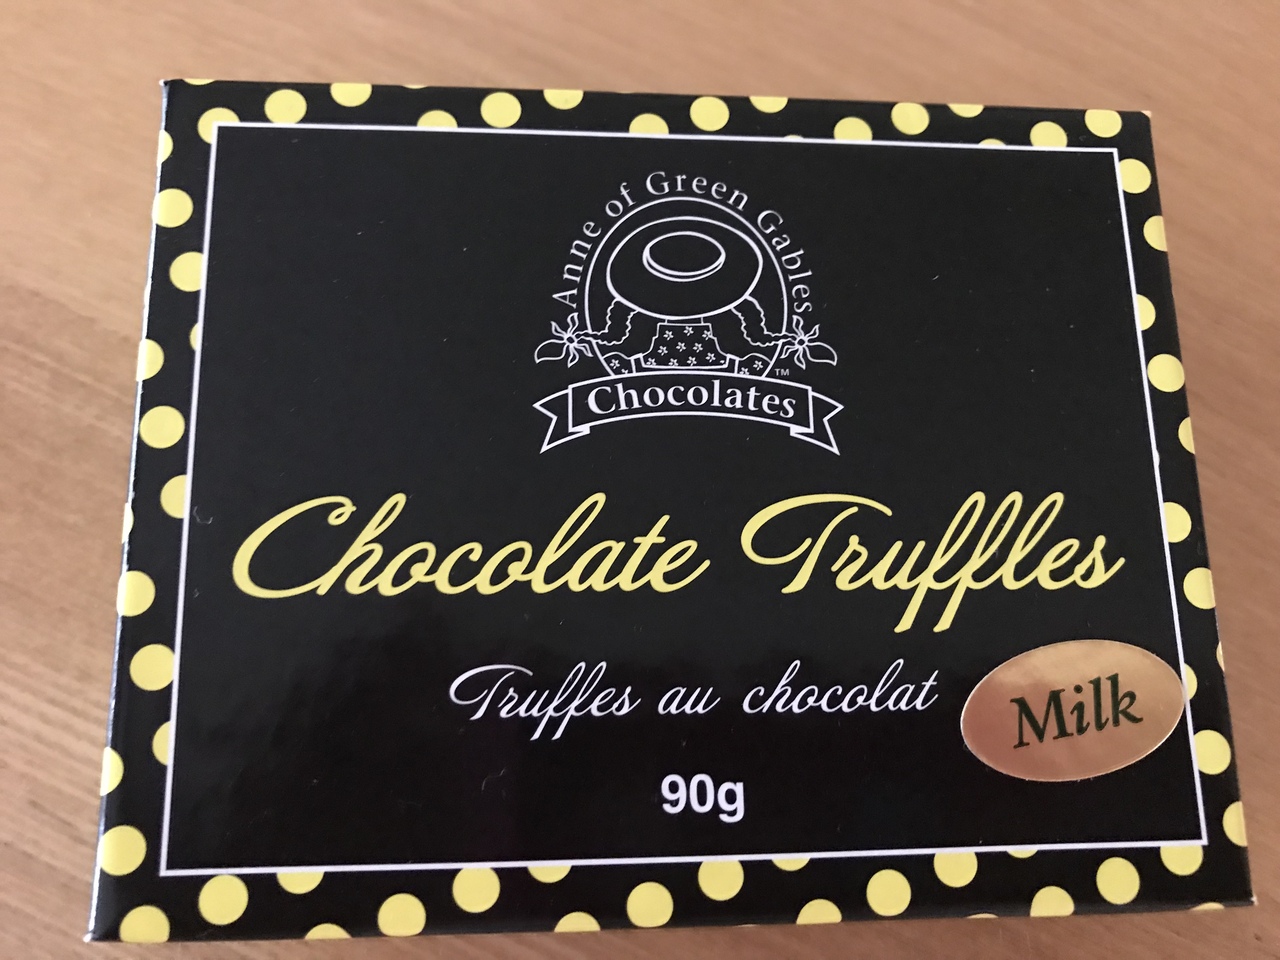 Anne of Green Gables
TM
Chocolates
Chocolate Truffles
Truffes au chocolat
Milk
90g